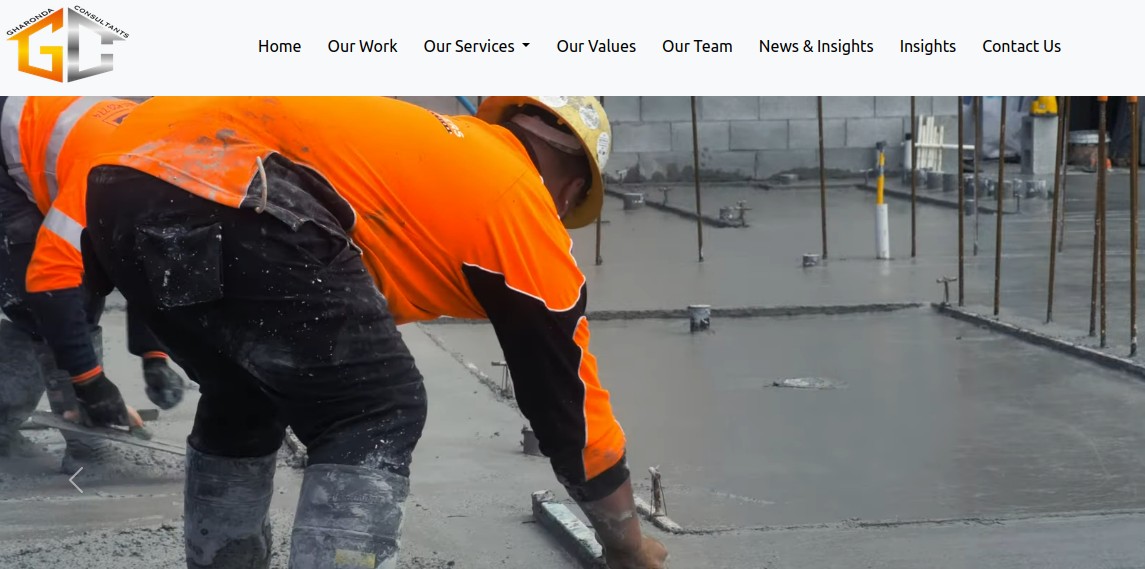 GHARONDA
CONSULTANTS
GC
Home
Our Work
Our Services
Our Values
Our Team
News & Insights
Insights
Contact Us